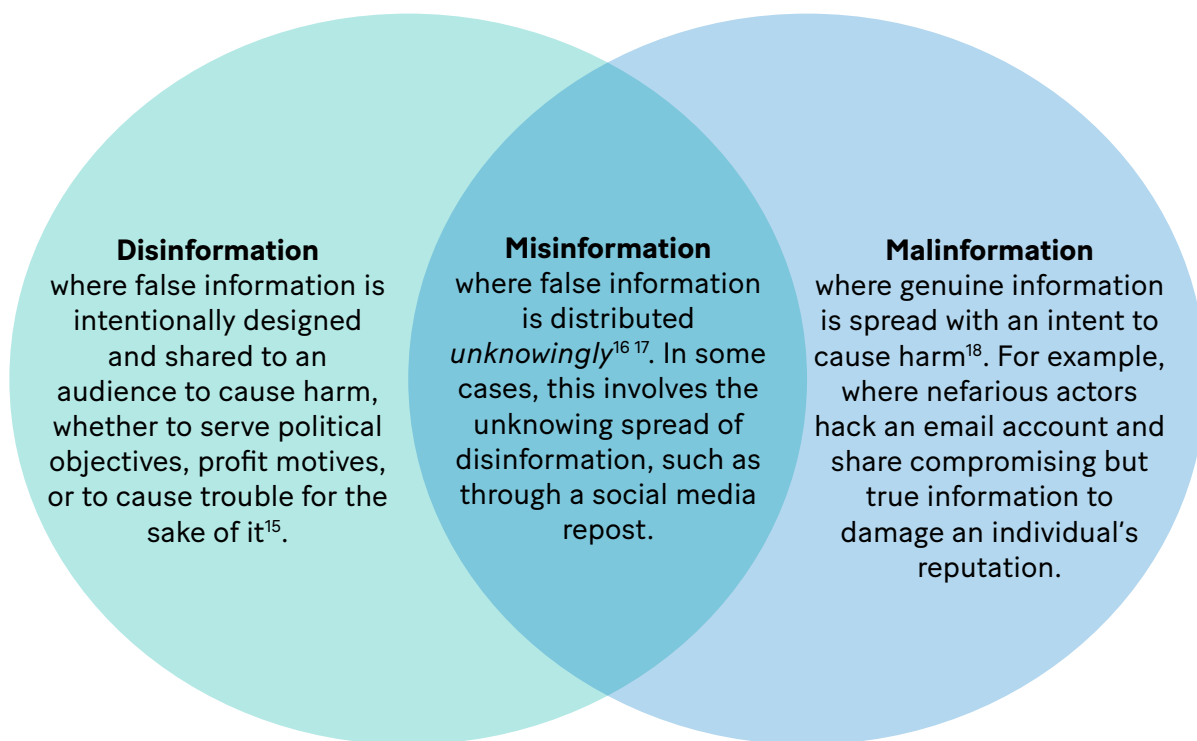 Disinformation
where false information is
intentionally designed
and shared to an
audience to cause harm,
whether to serve political
objectives, profit motives,
or to cause trouble for the
sake of it¹⁵.
Misinformation
where false information
is distributed
unknowingly¹⁶ ¹⁷. In some
cases, this involves the
unknowing spread of
disinformation, such as
through a social media
repost.
Malinformation
where genuine information
is spread with an intent to
cause harm¹⁸. For example,
where nefarious actors
hack an email account and
share compromising but
true information to
damage an individual's
reputation.